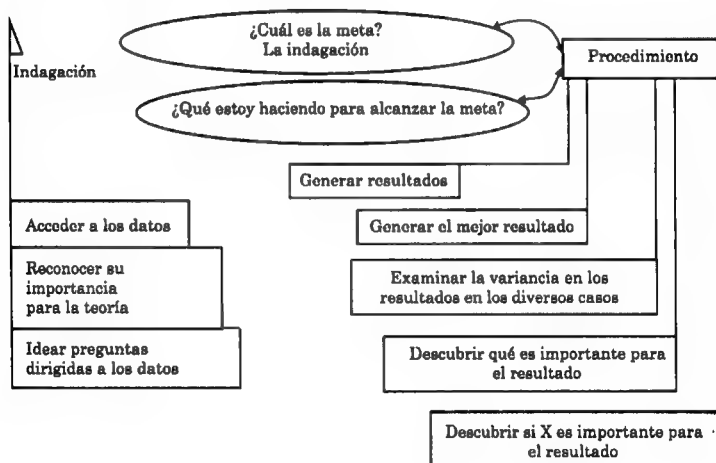 ¿Cuál es la meta?
La indagación
Procedimiento
Indagación
¿Qué estoy haciendo para alcanzar la meta?
Generar resultados
Acceder a los datos
Generar el mejor resultado
Reconocer su
importancia
para la teoría
Examinar la variancia en los
resultados en los diversos casos
Idear preguntas
dirigidas a los datos
Descubrir qué es importante para
el resultado
Descubrir si X es importante para
el resultado